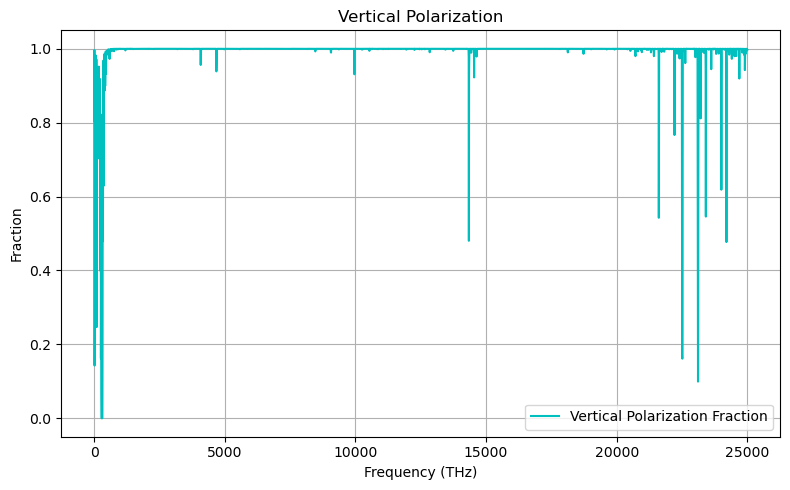 Vertical Polarization
1.0
0.8
0.6
0.4
0.2
0.0
Fraction
Vertical Polarization Fraction
0 5000 10000 15000 20000 25000
Frequency (THz)